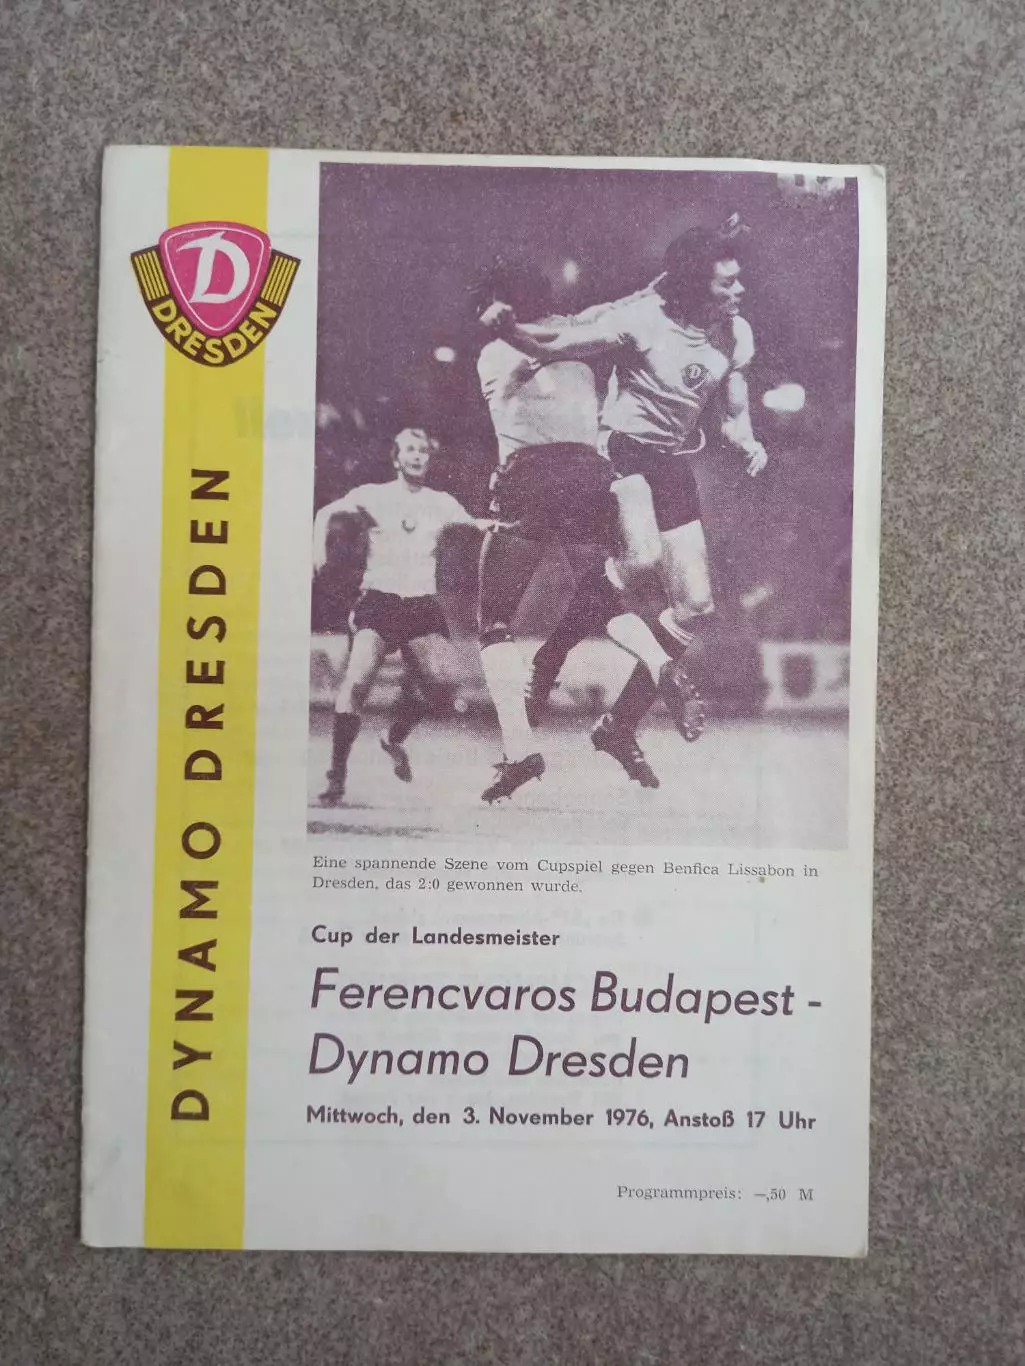 D
DRESDEN
DYNAMO DRESDEN
D
Eine spannende Szene vom Cupspiel gegen Benfica Lissabon in
Dresden, das 2:0 gewonnen wurde.
Cup der Landesmeister
Ferencvaros Budapest -
Dynamo Dresden
Mittwoch, den 3. November 1976, Anstoß 17 Uhr
Programmpreis: —,50 M